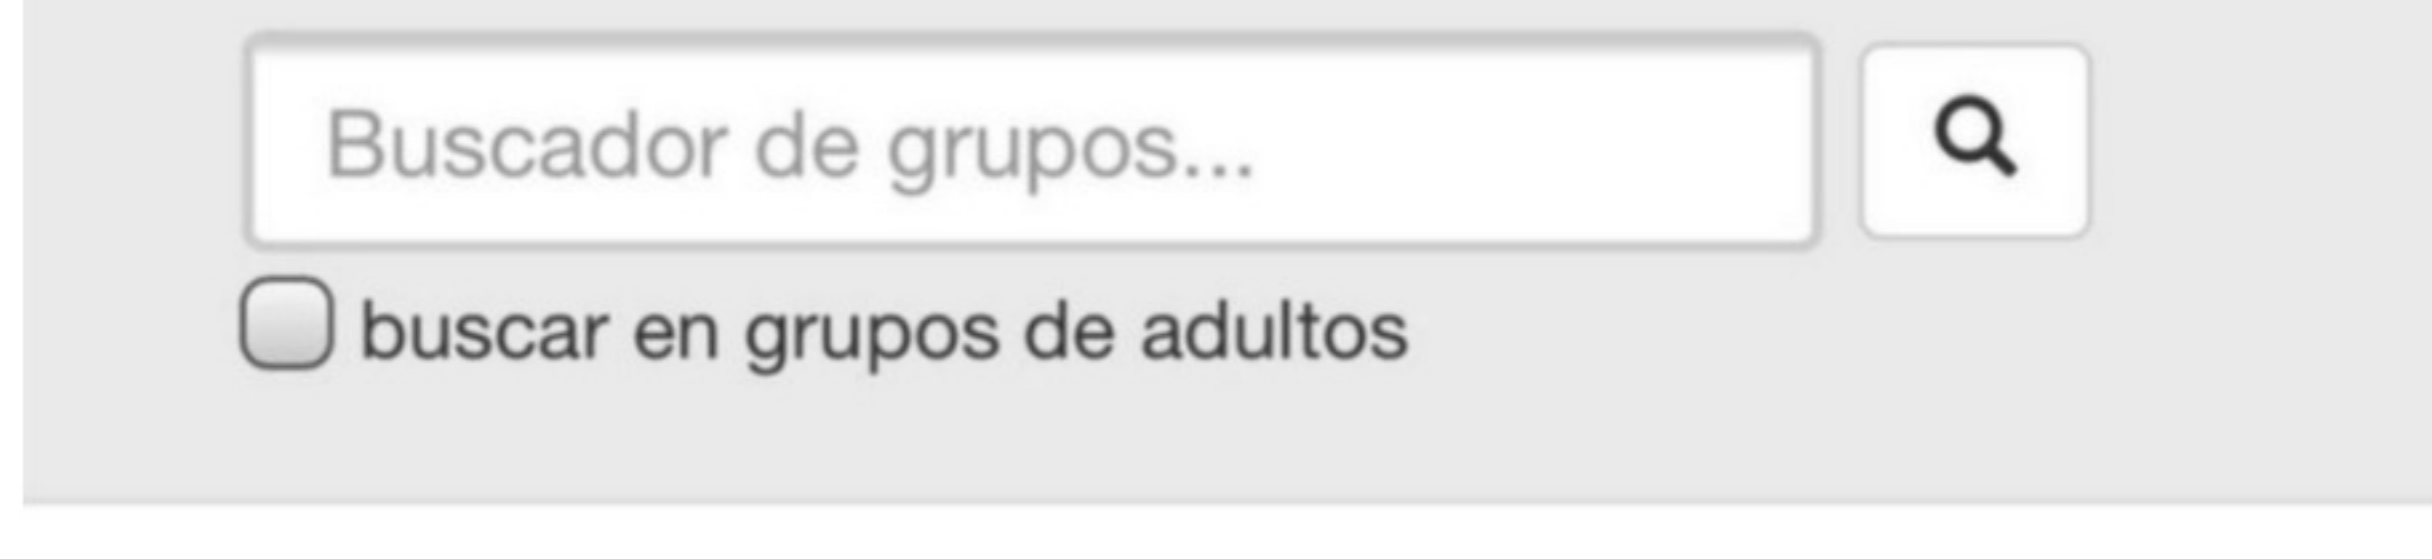 Buscador de grupos...
buscar en grupos de adultos